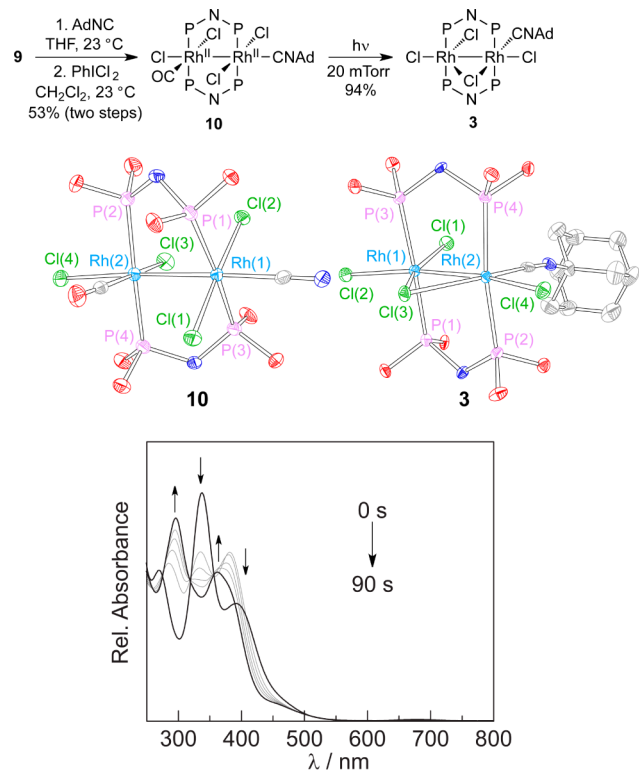 9
1. AdNC
THF, 23 °C
2. PhICl2
CH2Cl2, 23 °C
53% (two steps)
P N P
Cl Cl
Cl RhII RhII CNAd
OC Cl
P N P
10
hν
20 mTorr
94%
P N P
Cl CNAd
Cl Rh Rh Cl
Cl
P N P
3
P(2)
P(1)
Cl(2)
Cl(3)
Cl(4)
Rh(2)
Rh(1)
Cl(1)
P(4)
P(3)
10
P(3)
P(4)
Cl(1)
Rh(1)
Rh(2)
Cl(2)
Cl(3)
Cl(4)
P(1)
P(2)
3
Rel. Absorbance
0 s
90 s
300 400 500 600 700 800
λ / nm